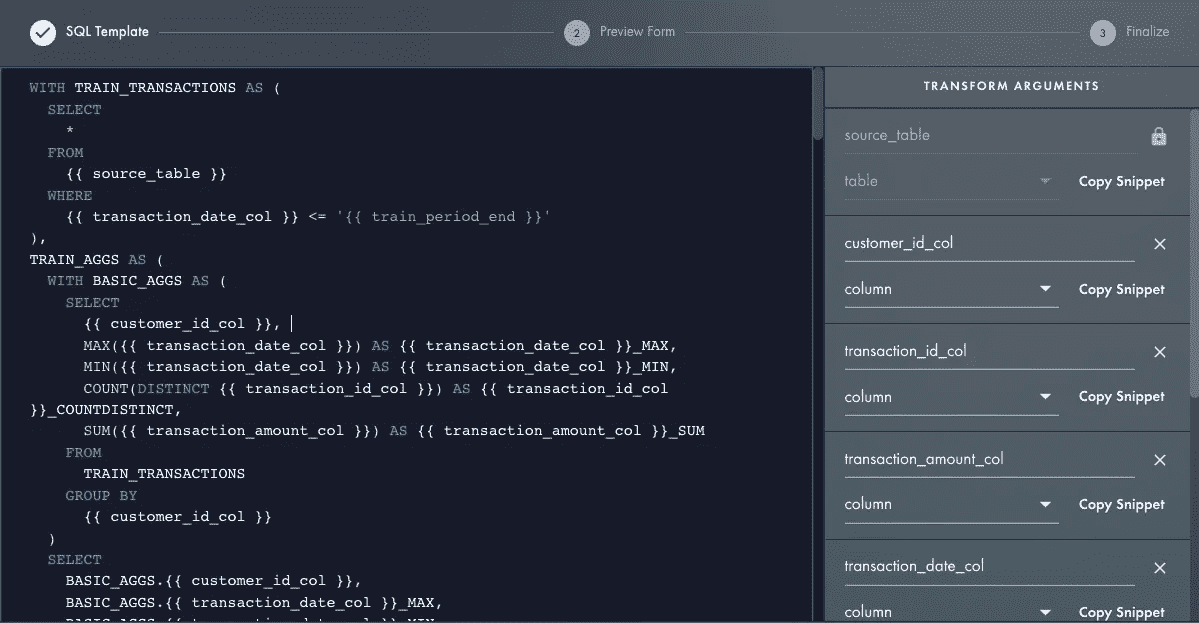 SQL Template
2 Preview Form
3 Finalize
WITH TRAIN_TRANSACTIONS AS (
SELECT
*
FROM
{{ source_table }}
WHERE
{{ transaction_date_col }} <= '{{ train_period_end }}'
),
TRAIN_AGGS AS (
WITH BASIC_AGGS AS (
SELECT
{{ customer_id_col }},
MAX({{ transaction_date_col }}) AS {{ transaction_date_col }}_MAX,
MIN({{ transaction_date_col }}) AS {{ transaction_date_col }}_MIN,
COUNT(DISTINCT {{ transaction_id_col }}) AS {{ transaction_id_col
}}_COUNTDISTINCT,
SUM({{ transaction_amount_col }}) AS {{ transaction_amount_col }}_SUM
FROM
TRAIN_TRANSACTIONS
GROUP BY
{{ customer_id_col }}
)
SELECT
BASIC_AGGS.{{ customer_id_col }},
BASIC_AGGS.{{ transaction_date_col }}_MAX,
TRANSFORM ARGUMENTS
source_table
table Copy Snippet
customer_id_col
column Copy Snippet
transaction_id_col
column Copy Snippet
transaction_amount_col
column Copy Snippet
transaction_date_col
column Copy Snippet